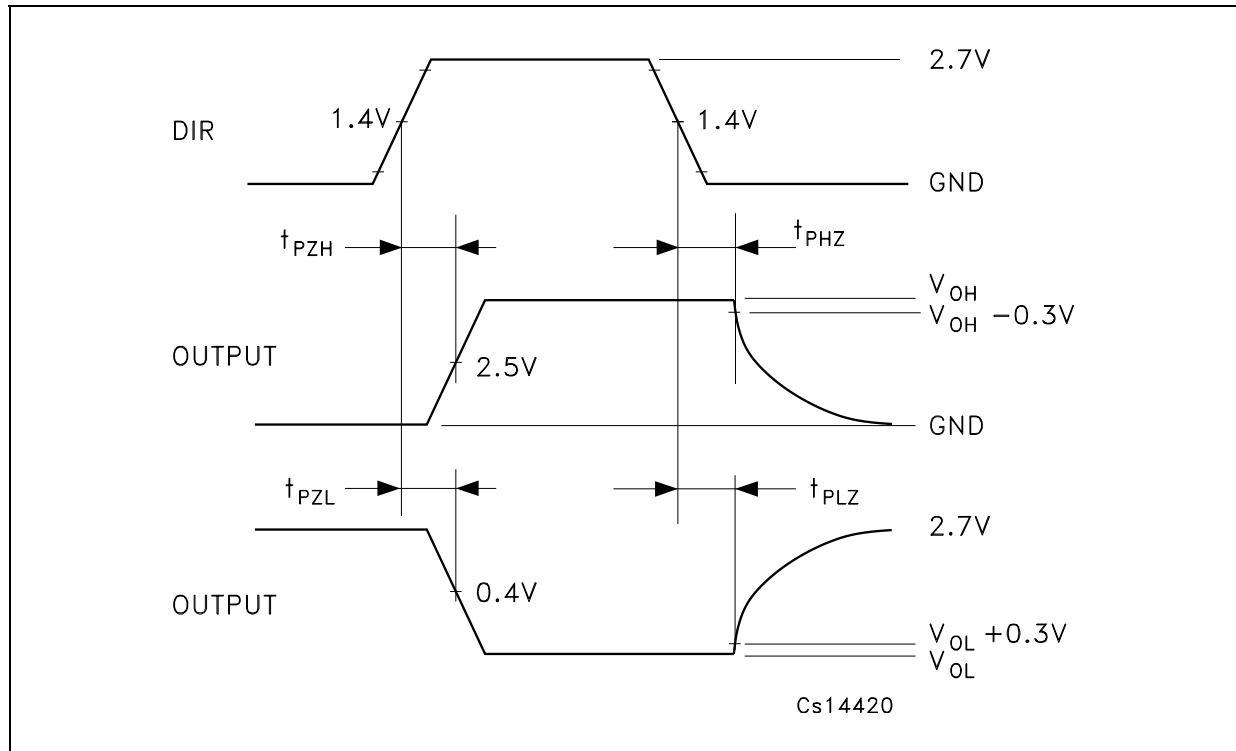 2.7V
1.4V
1.4V
DIR
GND
tPZH
tPHZ
VOH
VOH −0.3V
OUTPUT
2.5V
GND
tPZL
tPLZ
2.7V
OUTPUT
0.4V
VOL +0.3V
VOL
Cs14420